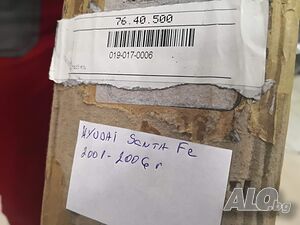 76.40.500
019-017-0006
HYUDAI SANTA Fe
2001-2006 г
ALO.bg